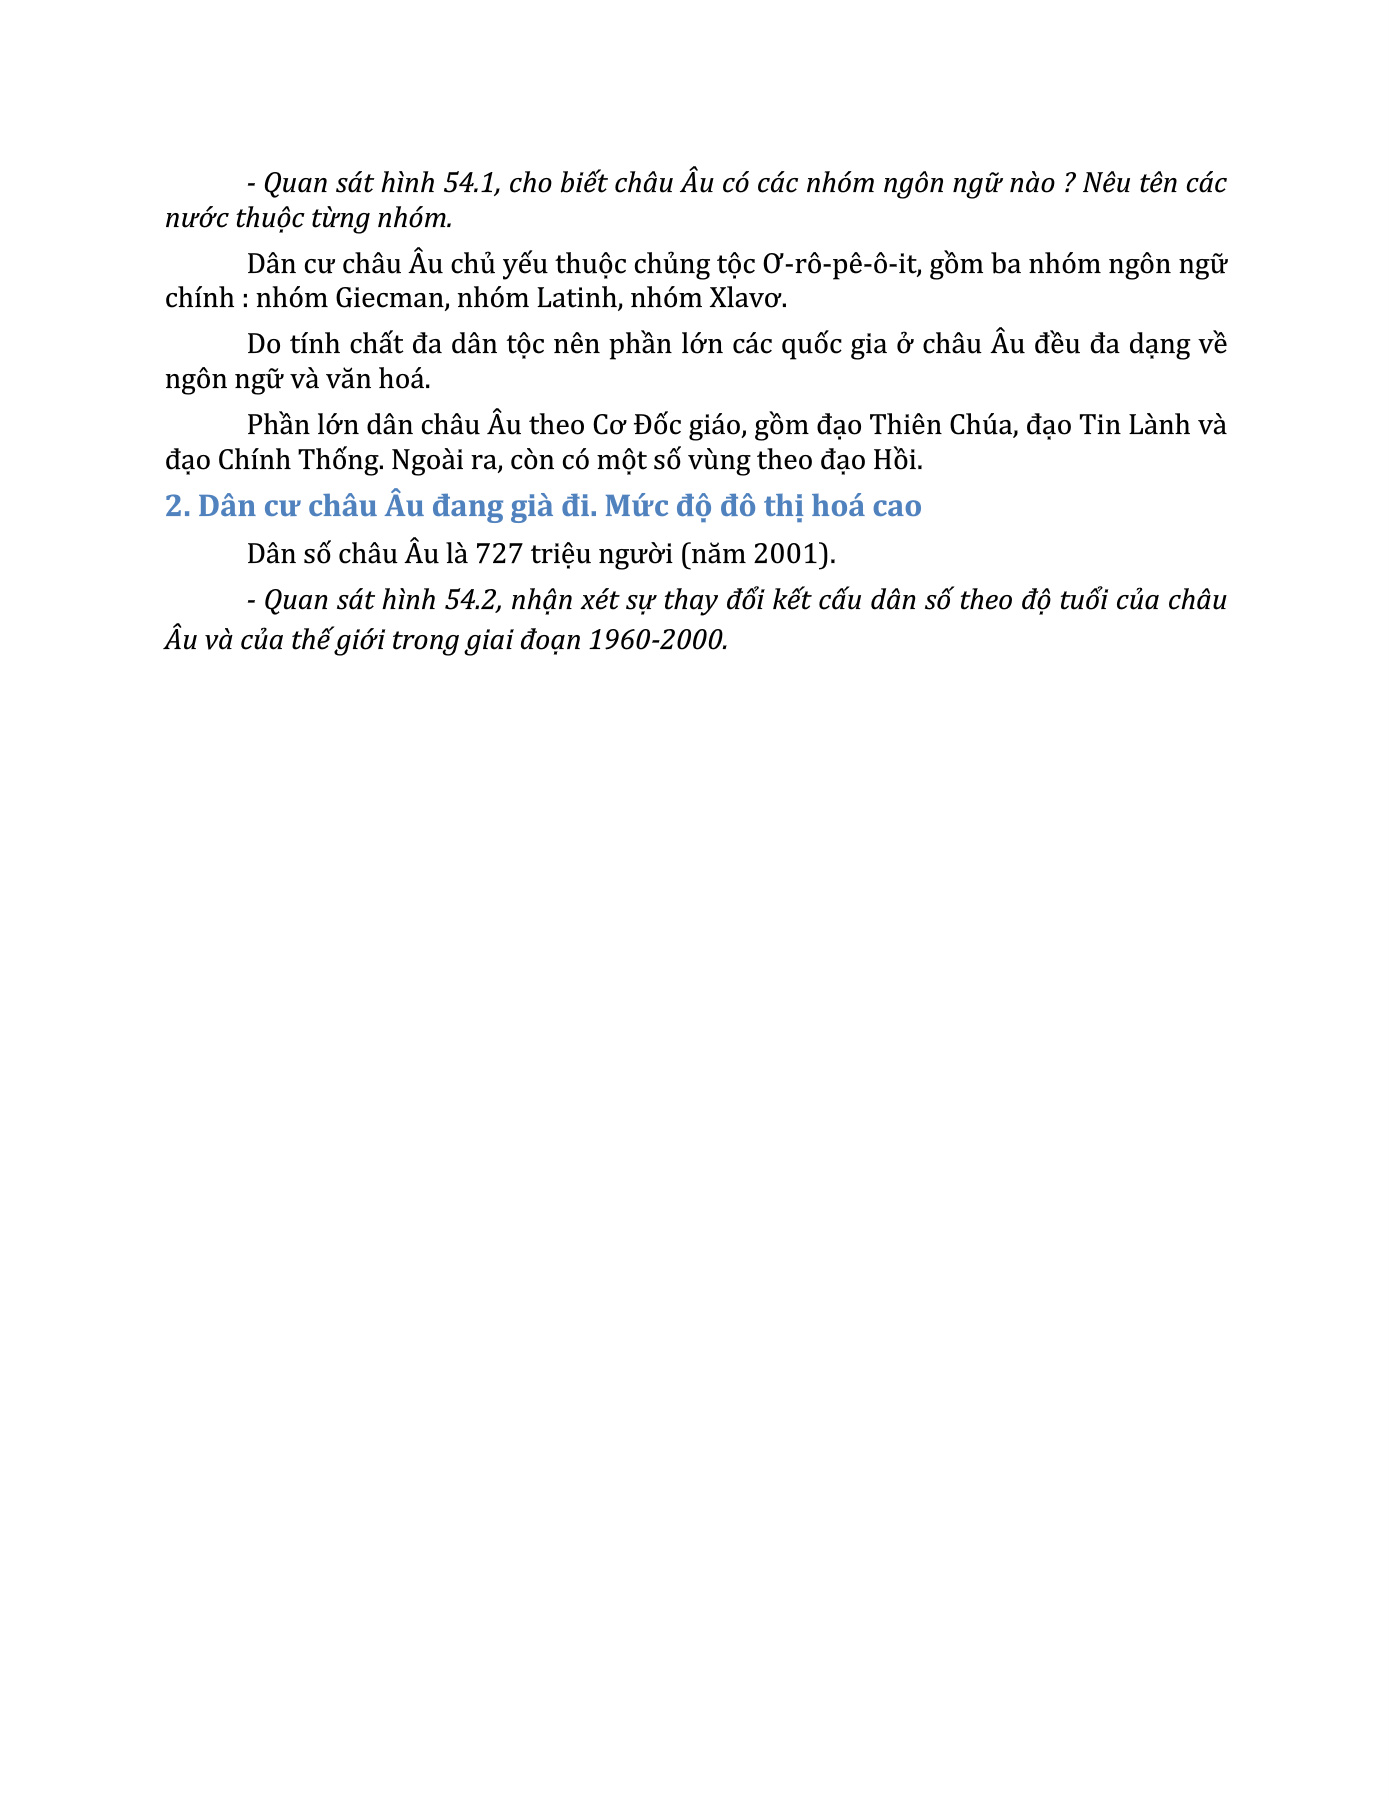 - Quan sát hình 54.1, cho biết châu Âu có các nhóm ngôn ngữ nào ? Nêu tên các
nước thuộc từng nhóm.
Dân cư châu Âu chủ yếu thuộc chủng tộc Ơ-rô-pê-ô-it, gồm ba nhóm ngôn ngữ
chính : nhóm Giecman, nhóm Latinh, nhóm Xlavơ.
Do tính chất đa dân tộc nên phần lớn các quốc gia ở châu Âu đều đa dạng về
ngôn ngữ và văn hoá.
Phần lớn dân châu Âu theo Cơ Đốc giáo, gồm đạo Thiên Chúa, đạo Tin Lành và
đạo Chính Thống. Ngoài ra, còn có một số vùng theo đạo Hồi.
2. Dân cư châu Âu đang già đi. Mức độ đô thị hoá cao
Dân số châu Âu là 727 triệu người (năm 2001).
- Quan sát hình 54.2, nhận xét sự thay đổi kết cấu dân số theo độ tuổi của châu
Âu và của thế giới trong giai đoạn 1960-2000.